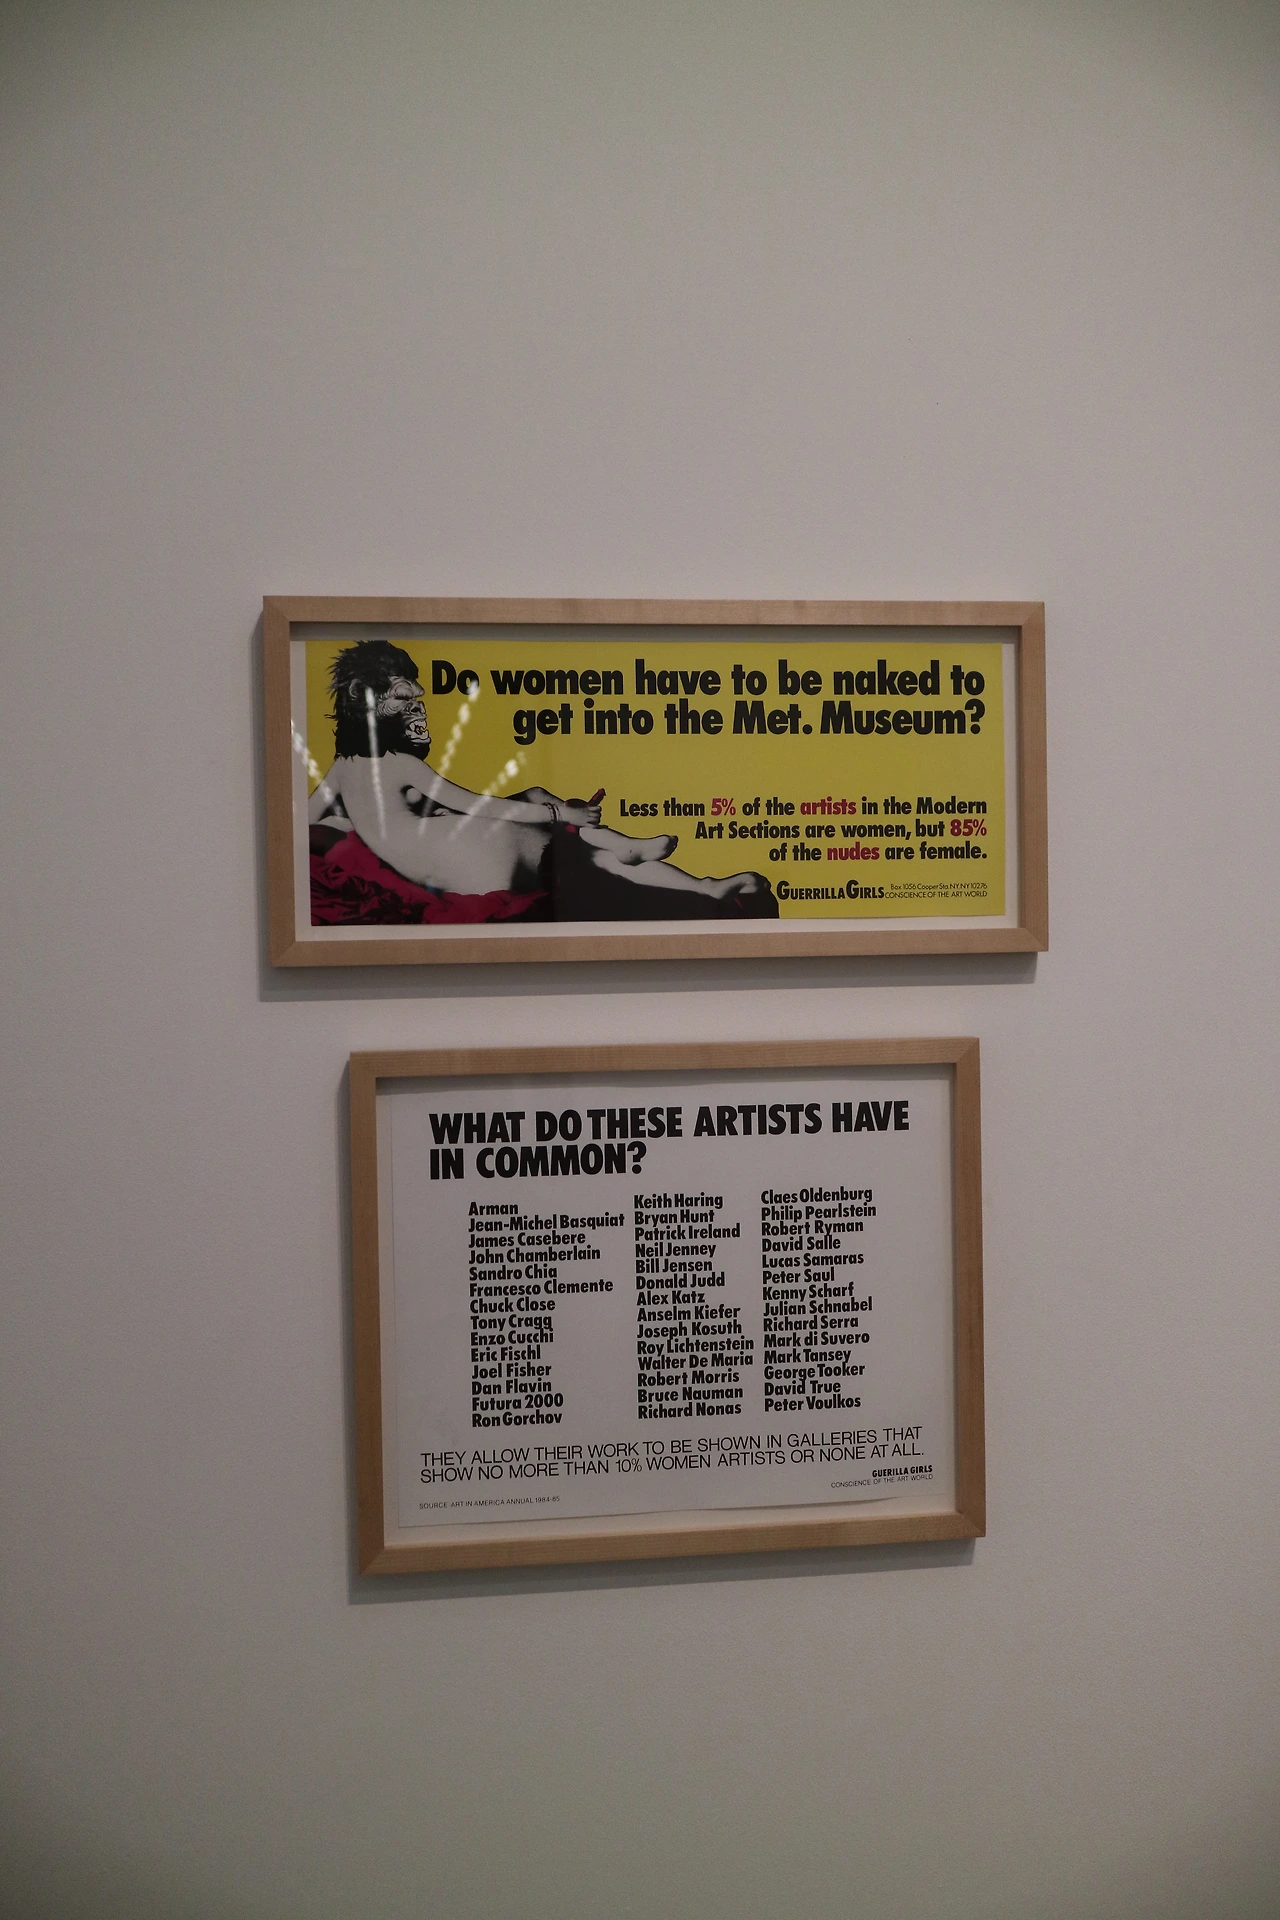 Do women have to be naked to
get into the Met. Museum?
Less than 5% of the artists in the Modern
Art Sections are women, but 85%
of the nudes are female.
GUERRILLA GIRLS Box 1056 Cooper Sta. NY, NY 10276
CONSCIENCE OF THE ART WORLD
WHAT DO THESE ARTISTS HAVE
IN COMMON?
Arman
Jean-Michel Basquiat
James Casebere
John Chamberlain
Sandro Chia
Francesco Clemente
Chuck Close
Tony Cragg
Enzo Cucchi
Eric Fischl
Joel Fisher
Dan Flavin
Futura 2000
Ron Gorchov
Keith Haring
Bryan Hunt
Patrick Ireland
Neil Jenney
Bill Jensen
Donald Judd
Alex Katz
Anselm Kiefer
Joseph Kosuth
Roy Lichtenstein
Walter De Maria
Robert Morris
Bruce Nauman
Richard Nonas
Claes Oldenburg
Philip Pearlstein
Robert Ryman
David Salle
Lucas Samaras
Peter Saul
Kenny Scharf
Julian Schnabel
Richard Serra
Mark di Suvero
Mark Tansey
George Tooker
David True
Peter Voulkos
THEY ALLOW THEIR WORK TO BE SHOWN IN GALLERIES THAT
SHOW NO MORE THAN 10% WOMEN ARTISTS OR NONE AT ALL.
GUERILLA GIRLS
CONSCIENCE OF THE ART WORLD
SOURCE: ART IN AMERICA ANNUAL 1984-85